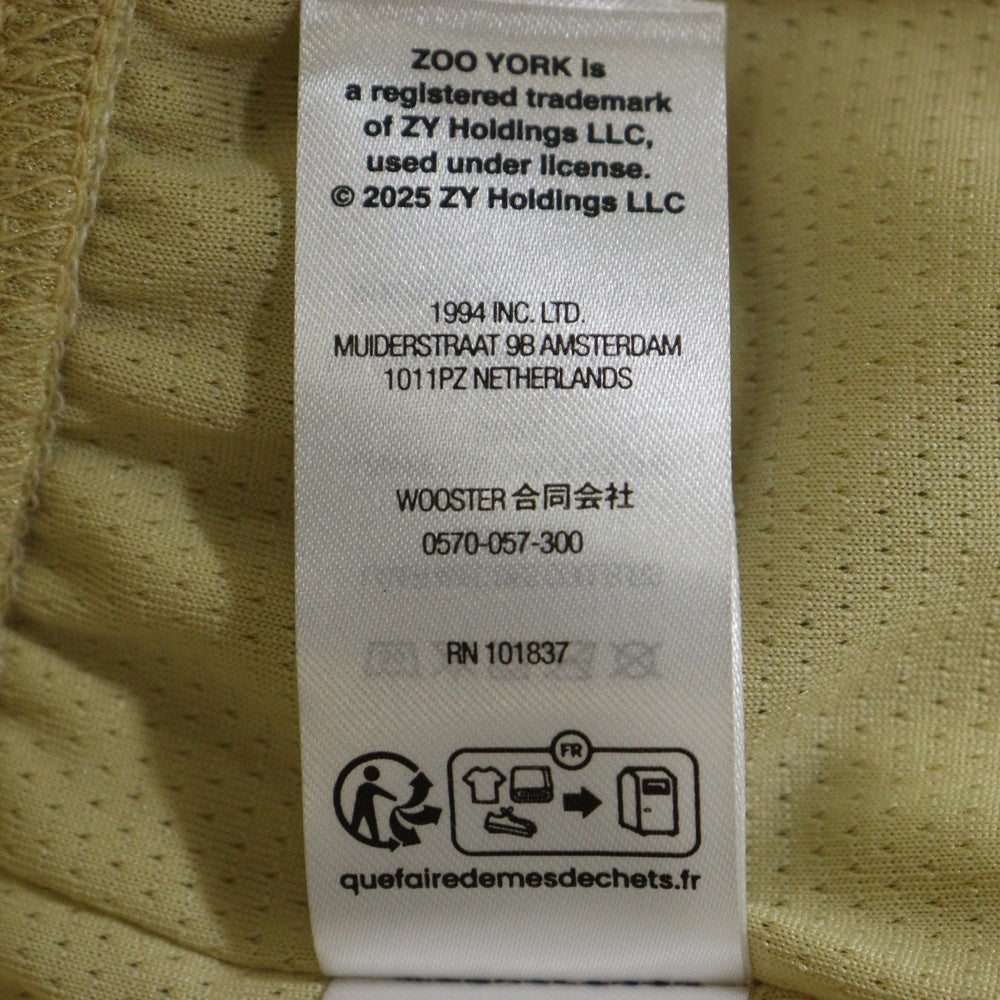 ZOO YORK is
a registered trademark
of ZY Holdings LLC,
used under license.
© 2025 ZY Holdings LLC
1994 INC. LTD.
MUIDERSTRAAT 9B AMSTERDAM
1011PZ NETHERLANDS
WOOSTER 合同会社
0570-057-300
RN 101837
FR
quefairedemesdechets.fr